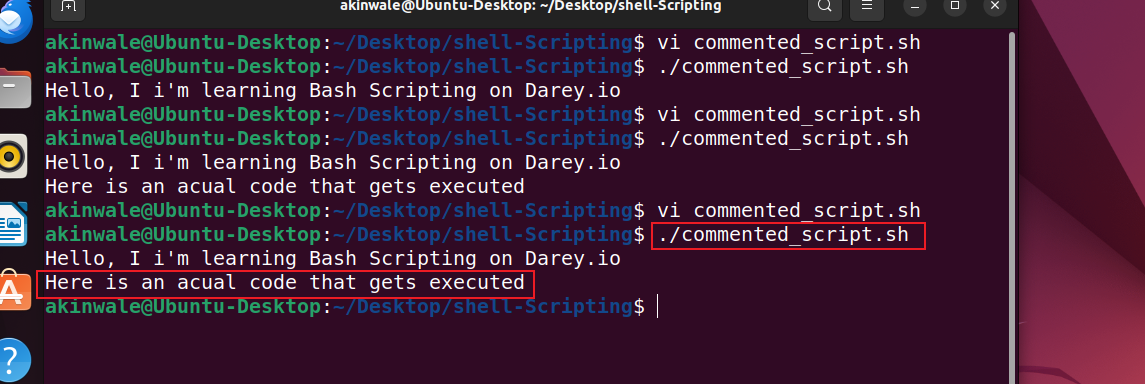 akinwale@Ubuntu-Desktop: ~/Desktop/shell-Scripting
akinwale@Ubuntu-Desktop:~/Desktop/shell-Scripting$ vi commented_script.sh
akinwale@Ubuntu-Desktop:~/Desktop/shell-Scripting$ ./commented_script.sh
Hello, I i'm learning Bash Scripting on Darey.io
akinwale@Ubuntu-Desktop:~/Desktop/shell-Scripting$ vi commented_script.sh
akinwale@Ubuntu-Desktop:~/Desktop/shell-Scripting$ ./commented_script.sh
Hello, I i'm learning Bash Scripting on Darey.io
Here is an acual code that gets executed
akinwale@Ubuntu-Desktop:~/Desktop/shell-Scripting$ vi commented_script.sh
akinwale@Ubuntu-Desktop:~/Desktop/shell-Scripting$ ./commented_script.sh
Hello, I i'm learning Bash Scripting on Darey.io
Here is an acual code that gets executed
akinwale@Ubuntu-Desktop:~/Desktop/shell-Scripting$